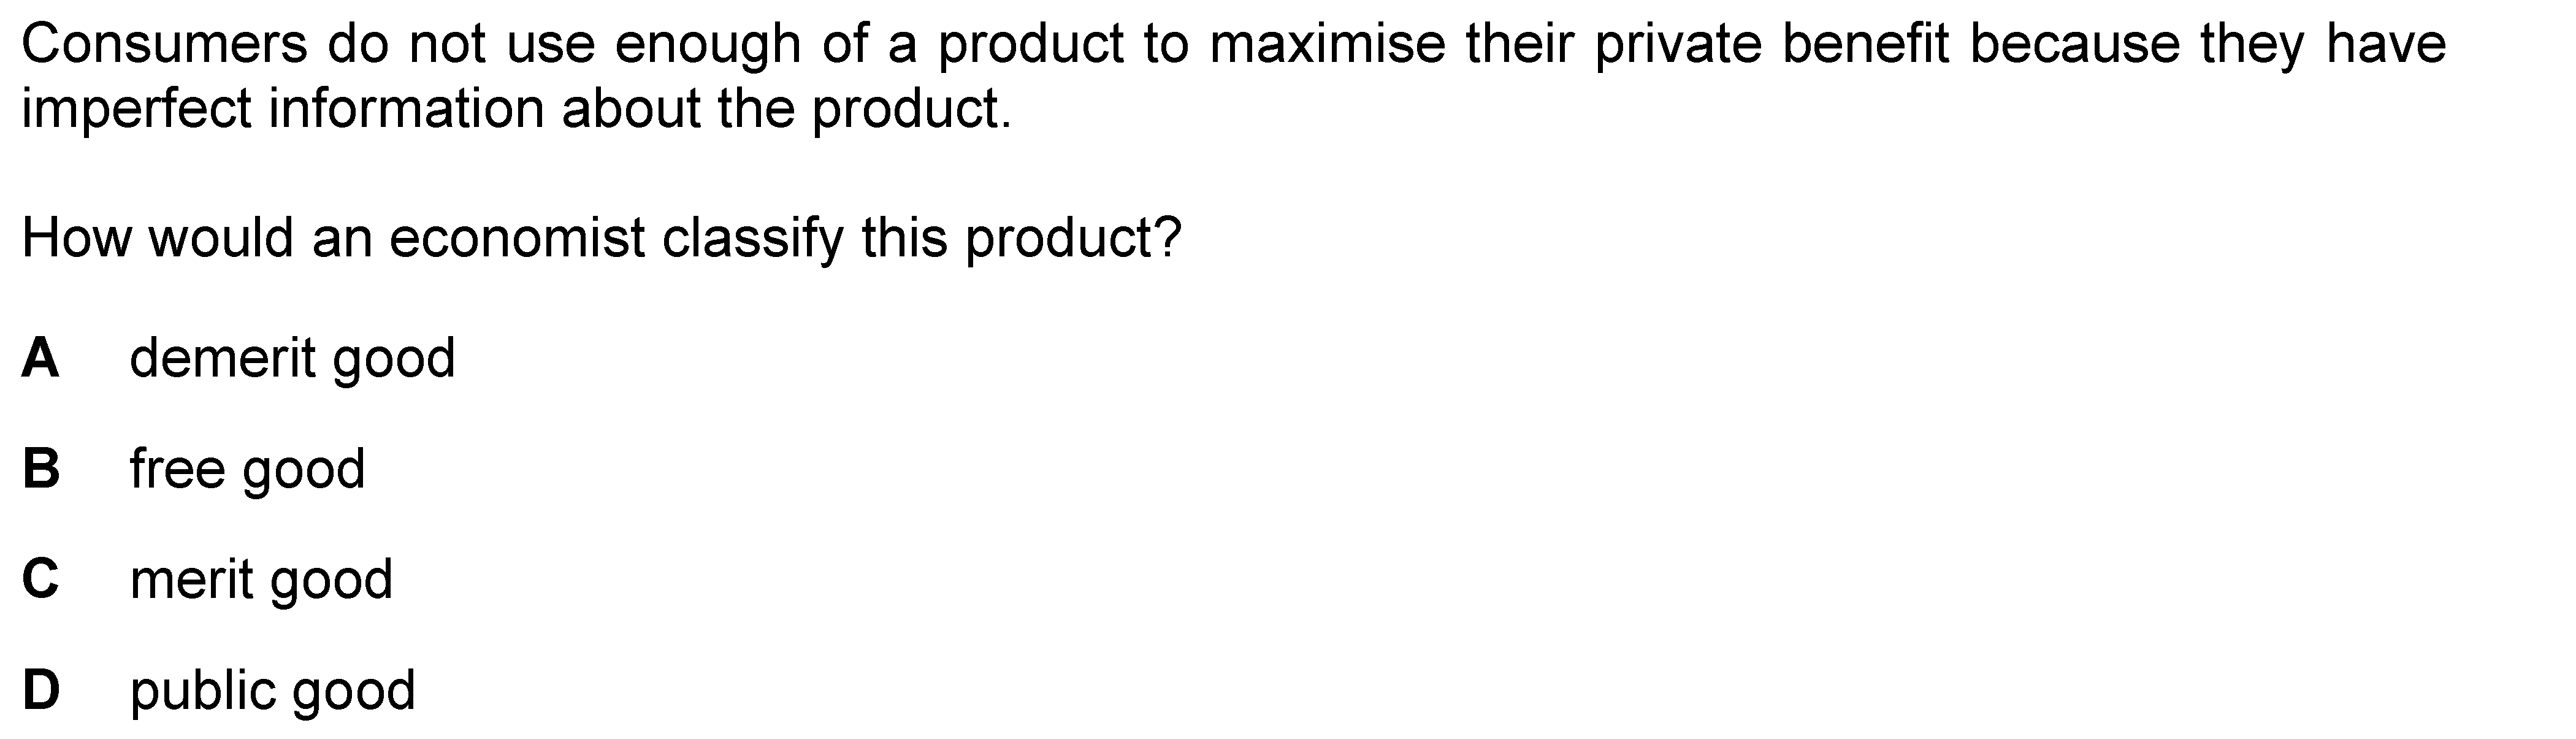 Consumers do not use enough of a product to maximise their private benefit because they have
imperfect information about the product.
How would an economist classify this product?
A demerit good
B free good
C merit good
D public good